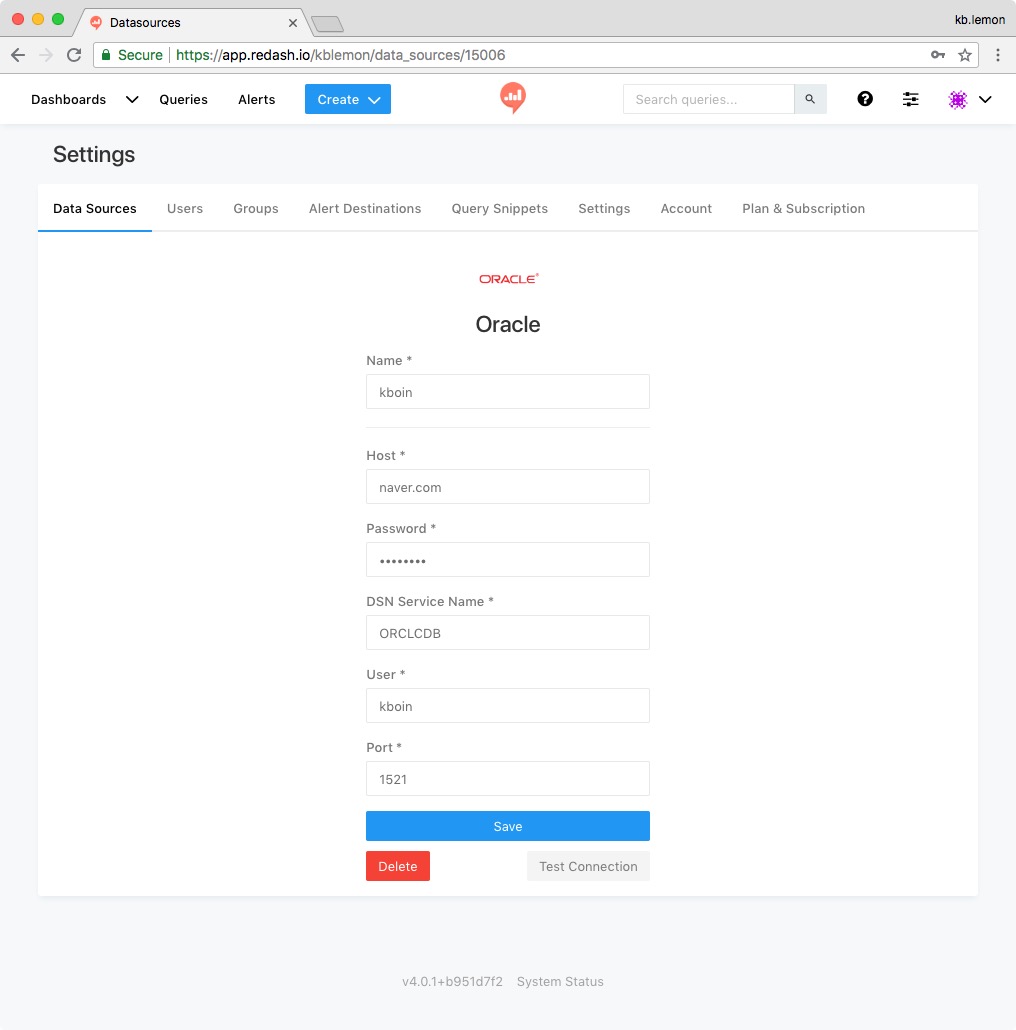 Datasources
kb.lemon
Secure https://app.redash.io/kblemon/data_sources/15006
Dashboards Queries Alerts Create Search queries...
Settings
Data Sources Users Groups Alert Destinations Query Snippets Settings Account Plan & Subscription
ORACLE
Oracle
Name *
kboin
Host *
naver.com
Password *
••••••••
DSN Service Name *
ORCLCDB
User *
kboin
Port *
1521
Save
Delete Test Connection
v4.0.1+b951d7f2 System Status